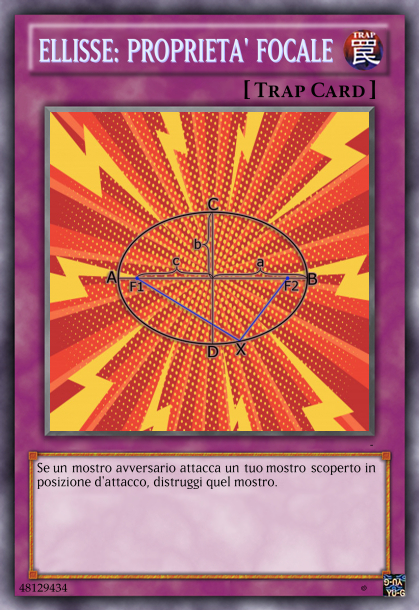 ELLISSE: PROPRIETA' FOCALE
TRAP
罠
[TRAP CARD]
C
b
c
a
A
F1
F2
B
D
X
Se un mostro avversario attacca un tuo mostro scoperto in
posizione d'attacco, distruggi quel mostro.
48129434
YU-G